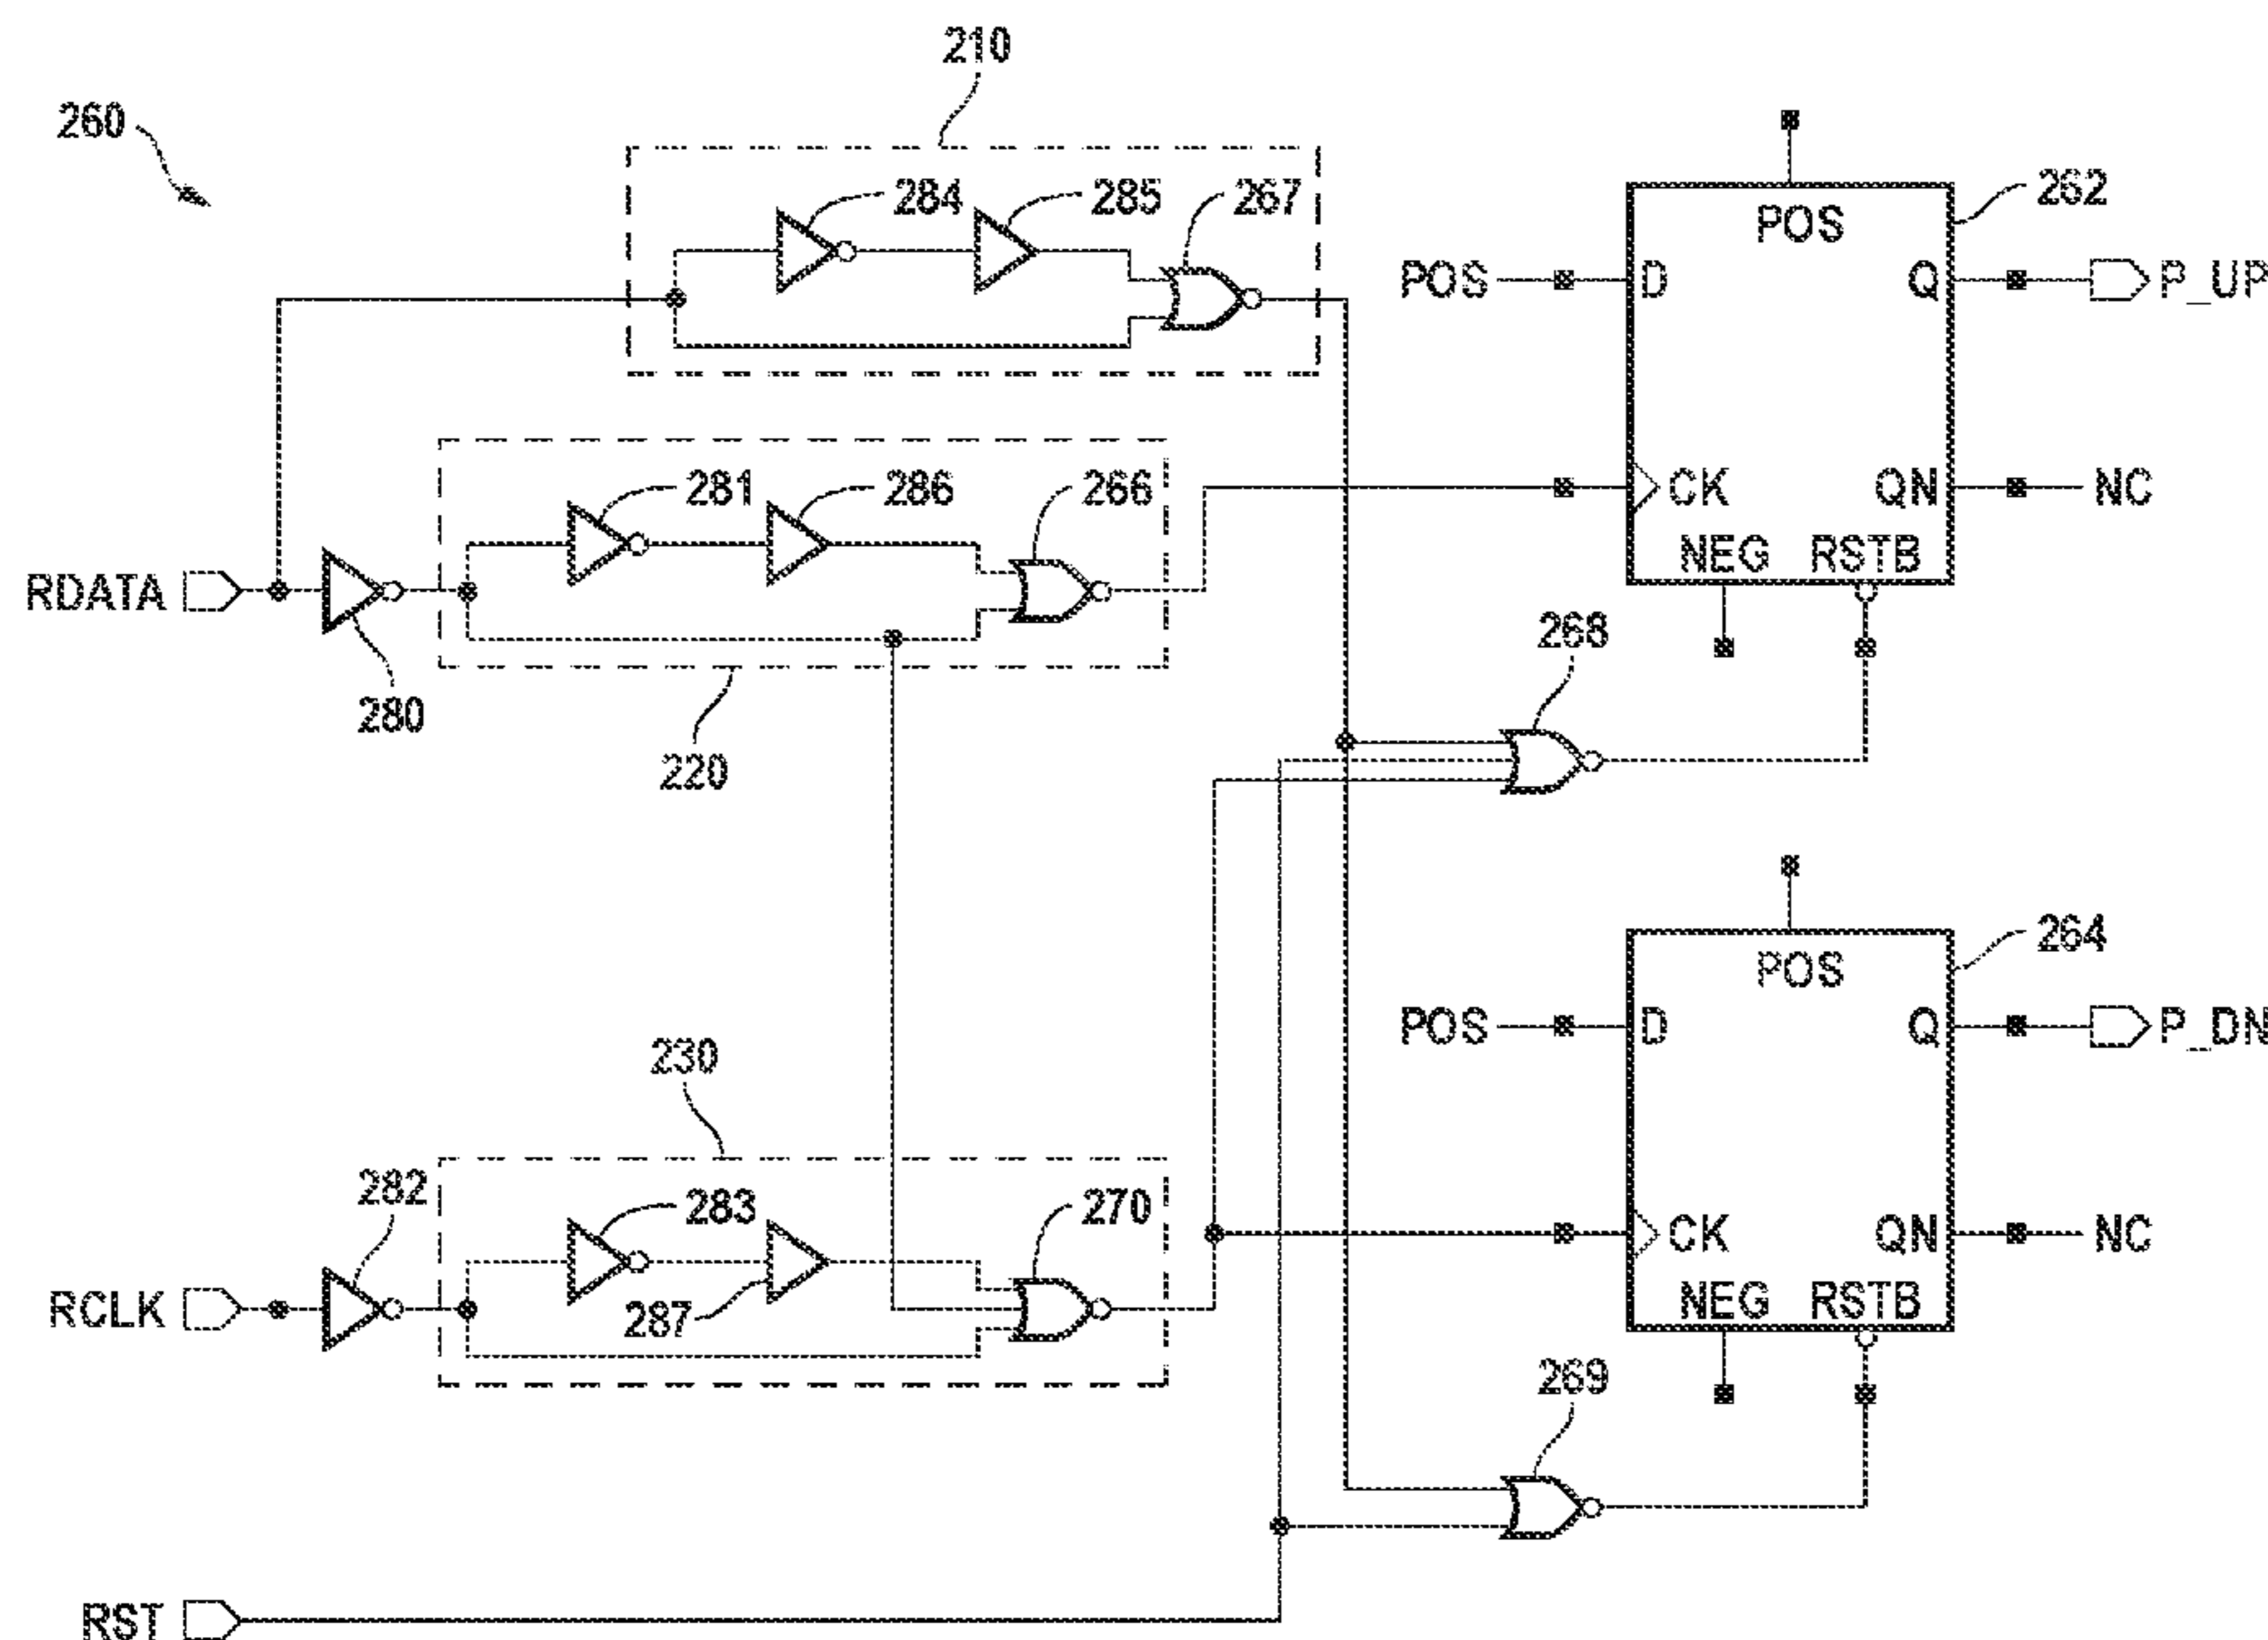 210
260
284
285
267
262
POS
POS
D
Q
P_UP
281
286
266
CK
QN
NC
NEG
RSTB
RDATA
280
220
268
264
POS
POS
D
Q
P_DN
230
282
283
270
CK
QN
NC
NEG
RSTB
RCLK
287
269
RST